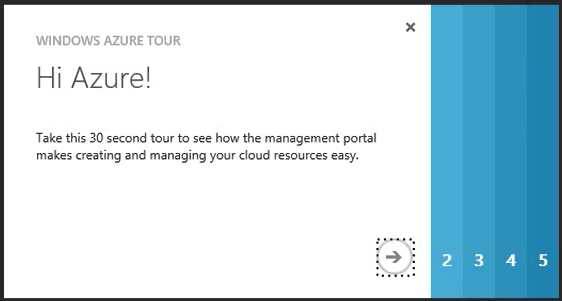 WINDOWS AZURE TOUR
Hi Azure!
Take this 30 second tour to see how the management portal
makes creating and managing your cloud resources easy.
2 3 4 5